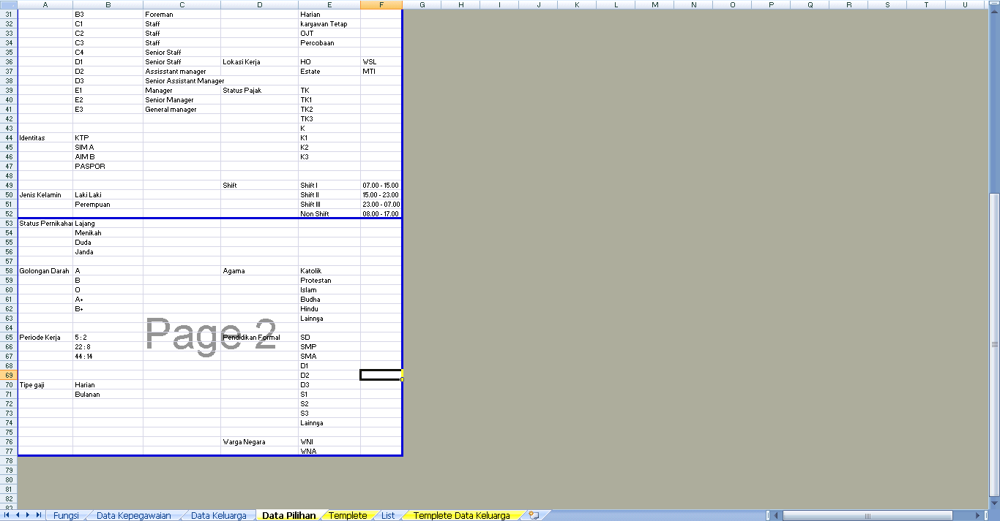 A B C D E F G H I J K L M N O P Q R S T U
31 B3 Foreman Harian
32 C1 Staff karyawan Tetap
33 C2 Staff OJT
34 C3 Staff Percobaan
35 C4 Senior Staff
36 D1 Senior Staff Lokasi Kerja HO WSL
37 D2 Assisstant manager Estate MTI
38 D3 Senior Assistant Manager
39 E1 Manager Status Pajak TK
40 E2 Senior Manager TK1
41 E3 General manager TK2
42 TK3
43 K
44 Identitas KTP K1
45 SIM A K2
46 AIM B K3
47 PASPOR
48
49 Shift Shift I 07.00 - 15.00
50 Jenis Kelamin Laki Laki Shift II 15.00 - 23.00
51 Perempuan Shift III 23.00 - 07.00
52 Non Shift 08.00 - 17.00
53 Status Pernikahan Lajang
54 Menikah
55 Duda
56 Janda
57
58 Golongan Darah A Agama Katolik
59 B Protestan
60 O Islam
61 A+ Budha
62 B+ Hindu
63 Lainnya
64
Page 2
65 Periode Kerja 5 : 2 Pendidikan Formal SD
66 22 : 8 SMP
67 44 : 14 SMA
68 D1
69 D2
70 Tipe gaji Harian D3
71 Bulanan S1
72 S2
73 S3
74 Lainnya
75
76 Warga Negara WNI
77 WNA
78
79
80
81
82
83
Fungsi Data Kepegawaian Data Keluarga Data Pilihan Templete List Templete Data Keluarga